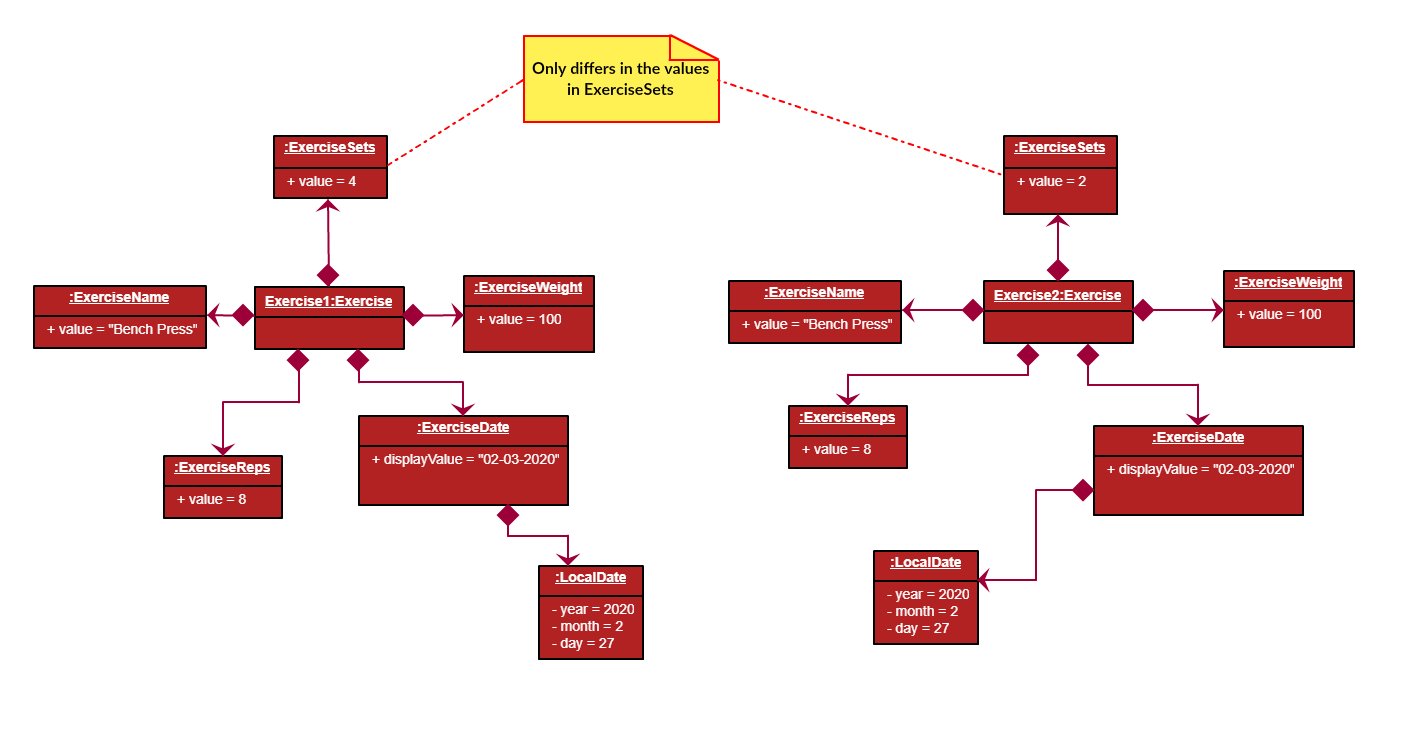 Only differs in the values
in ExerciseSets
:ExerciseSets
+ value = 4
:ExerciseName
+ value = "Bench Press"
Exercise1:Exercise
:ExerciseWeight
+ value = 100
:ExerciseReps
+ value = 8
:ExerciseDate
+ displayValue = "02-03-2020"
:LocalDate
- year = 2020
- month = 2
- day = 27
:ExerciseSets
+ value = 2
:ExerciseName
+ value = "Bench Press"
Exercise2:Exercise
:ExerciseWeight
+ value = 100
:ExerciseReps
+ value = 8
:ExerciseDate
+ displayValue = "02-03-2020"
:LocalDate
- year = 2020
- month = 2
- day = 27